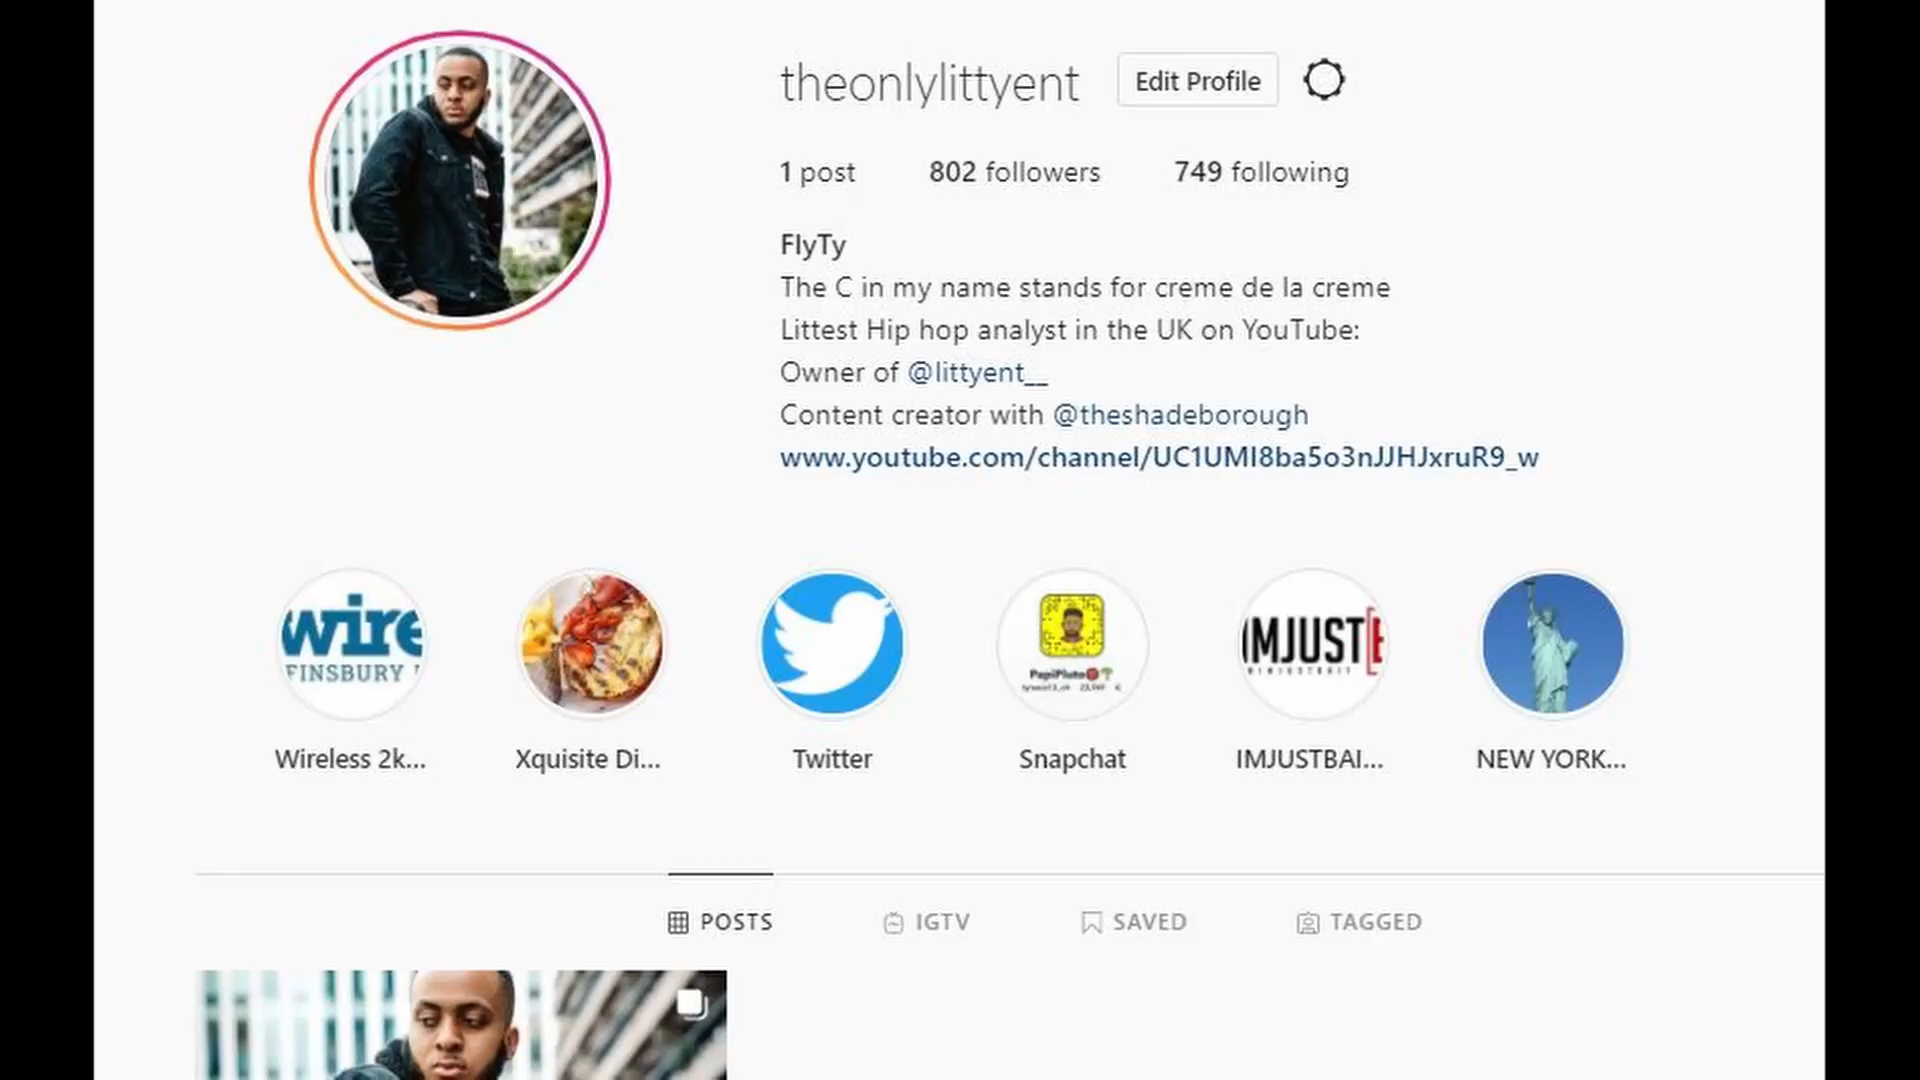 theonlylittyent Edit Profile
1 post 802 followers 749 following
FlyTy
The C in my name stands for creme de la creme
Littest Hip hop analyst in the UK on YouTube:
Owner of @littyent__
Content creator with @theshadeborough
www.youtube.com/channel/UC1UMI8ba5o3nJJHJxruR9_w
wire
FINSBURY
PapiPluto
IMJUST
Wireless 2k... Xquisite Di... Twitter Snapchat IMJUSTBAI... NEW YORK...
POSTS IGTV SAVED TAGGED